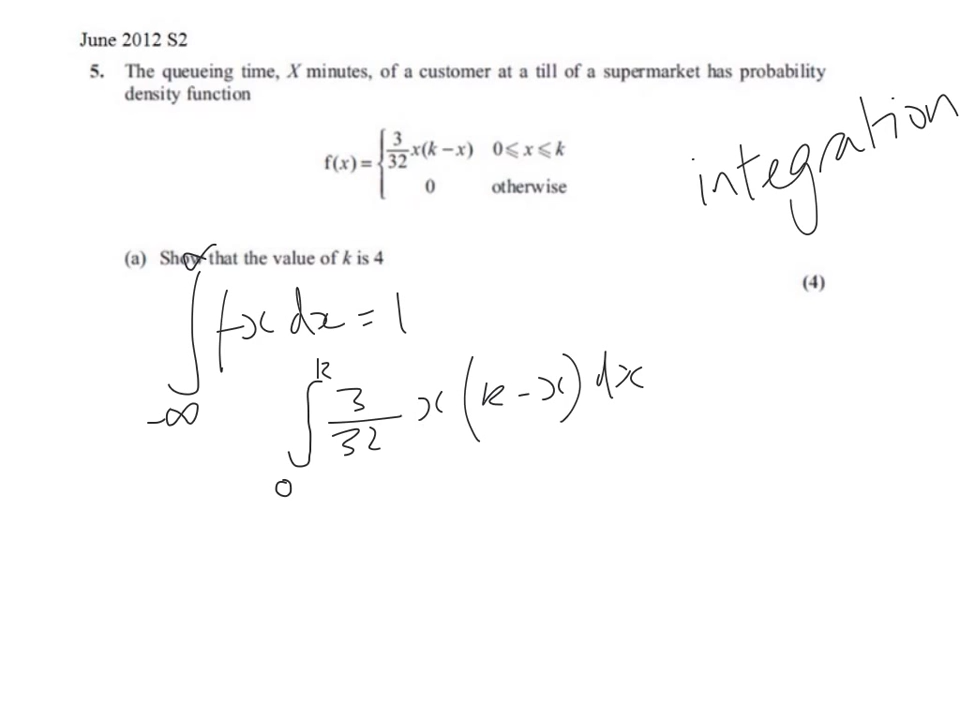 June 2012 S2
5. The queueing time, X minutes, of a customer at a till of a supermarket has probability
density function
f(x) = { 3/32 x(k – x) 0 ⩽ x ⩽ k
0 otherwise
integration
(a) Show that the value of k is 4
(4)
∫_{-∞}^{∞} fx dx = 1
∫_0^k 3/32 x (k - x) dx